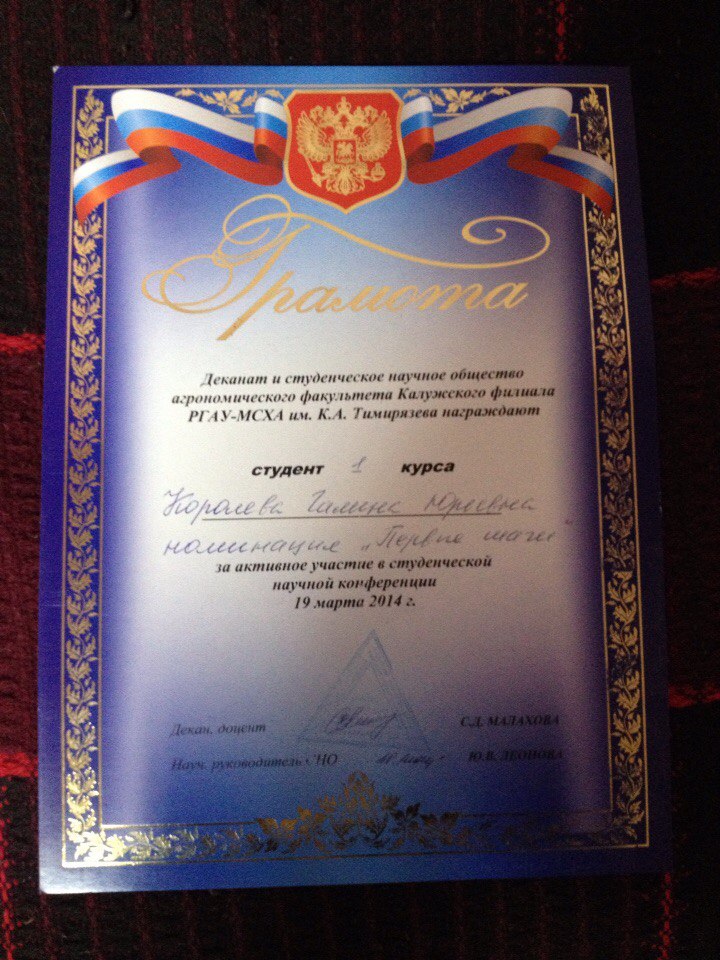 Грамота
Деканат и студенческое научное общество
агрономического факультета Калужского филиала
РГАУ-МСХА им. К.А. Тимирязева награждают
студент 1 курса
Королева Галина Юрьевна
номинация „Первые шаги"
за активное участие в студенческой
научной конференции
19 марта 2014 г.
Декан, доцент С.Д. МАЛАХОВА
Науч. руководитель СНО Ю.В. ЛЕОНОВА